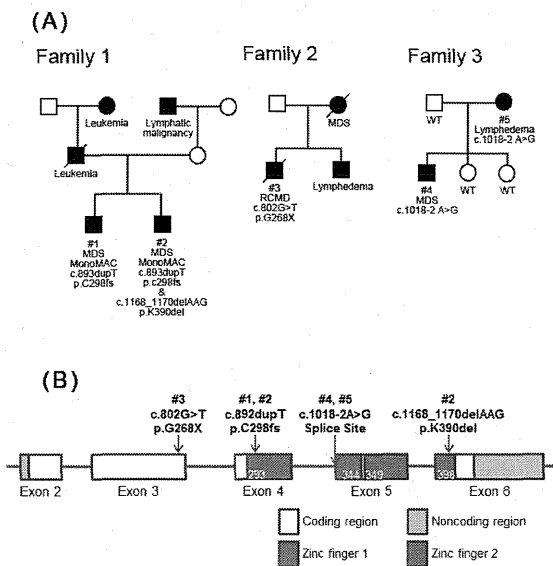 (A)
Family 1
Family 2
Family 3
Leukemia
Lymphatic
malignancy
Leukemia
#1
MDS
MonoMAC
c.893dupT
p.C298fs
#2
MDS
MonoMAC
c.893dupT
p.c298fs
&
c.1168_1170delAAG
p.K390del
MDS
#3
RCMD
c.802G>T
p.G268X
Lymphedema
WT
#5
Lymphedema
c.1018-2 A>G
#4
MDS
c.1018-2 A>G
WT
WT
(B)
#3
c.802G>T
p.G268X
#1, #2
c.892dupT
p.C298fs
#4, #5
c.1018-2A>G
Splice Site
#2
c.1168_1170delAAG
p.K390del
293
344
349
398
Exon 2
Exon 3
Exon 4
Exon 5
Exon 6
Coding region
Noncoding region
Zinc finger 1
Zinc finger 2